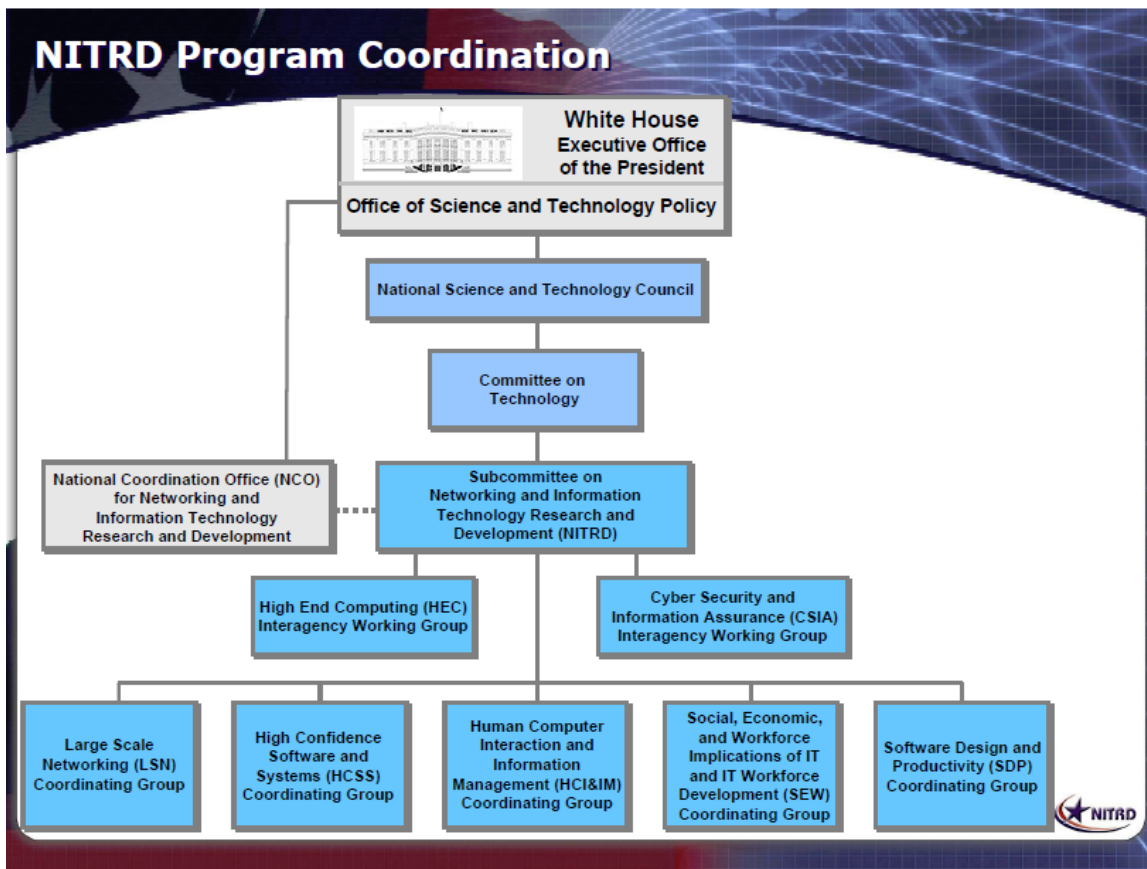 NITRD Program Coordination
White House
Executive Office
of the President
Office of Science and Technology Policy
National Science and Technology Council
Committee on
Technology
National Coordination Office (NCO)
for Networking and
Information Technology
Research and Development
Subcommittee on
Networking and Information
Technology Research and
Development (NITRD)
High End Computing (HEC)
Interagency Working Group
Cyber Security and
Information Assurance (CSIA)
Interagency Working Group
Large Scale
Networking (LSN)
Coordinating Group
High Confidence
Software and
Systems (HCSS)
Coordinating Group
Human Computer
Interaction and
Information
Management (HCI&IM)
Coordinating Group
Social, Economic,
and Workforce
Implications of IT
and IT Workforce
Development (SEW)
Coordinating Group
Software Design and
Productivity (SDP)
Coordinating Group
NITRD